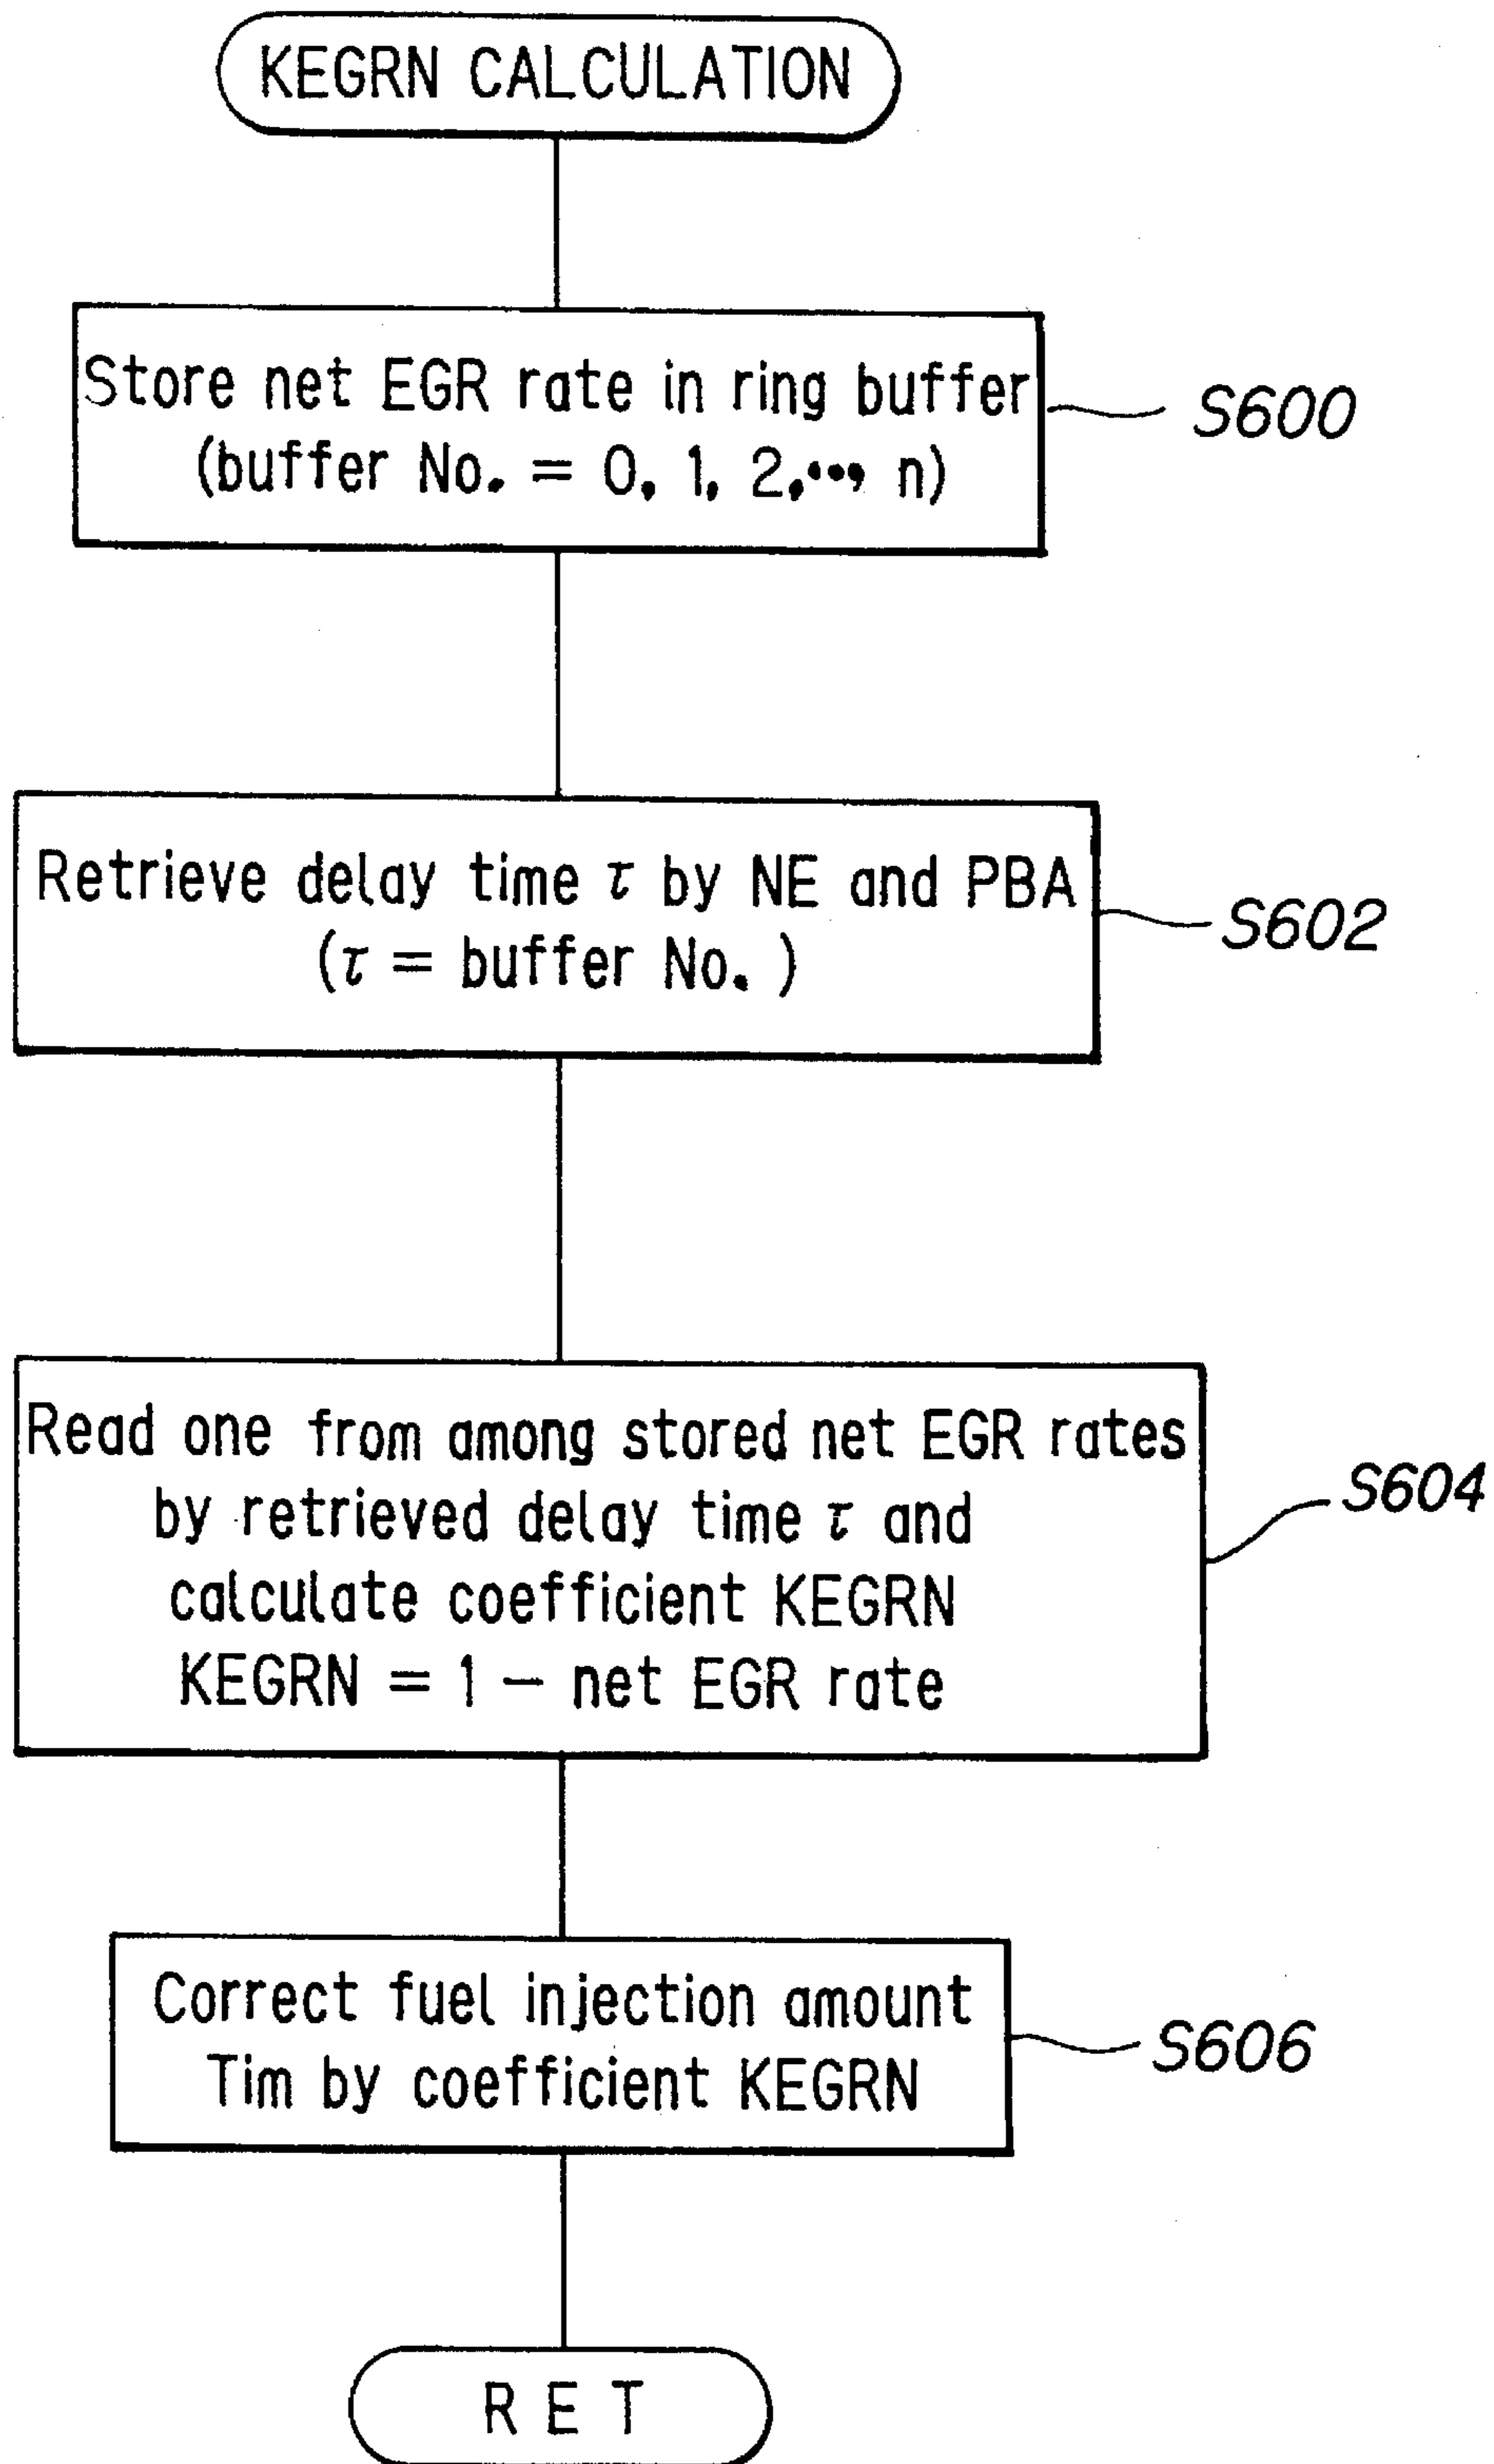 KEGRN CALCULATION
Store net EGR rate in ring buffer
(buffer No. = 0, 1, 2,..., n)
S600
Retrieve delay time τ by NE and PBA
(τ = buffer No. )
S602
Read one from among stored net EGR rates
by retrieved delay time τ and
calculate coefficient KEGRN
KEGRN = 1 − net EGR rate
S604
Correct fuel injection amount
Tim by coefficient KEGRN
S606
RET